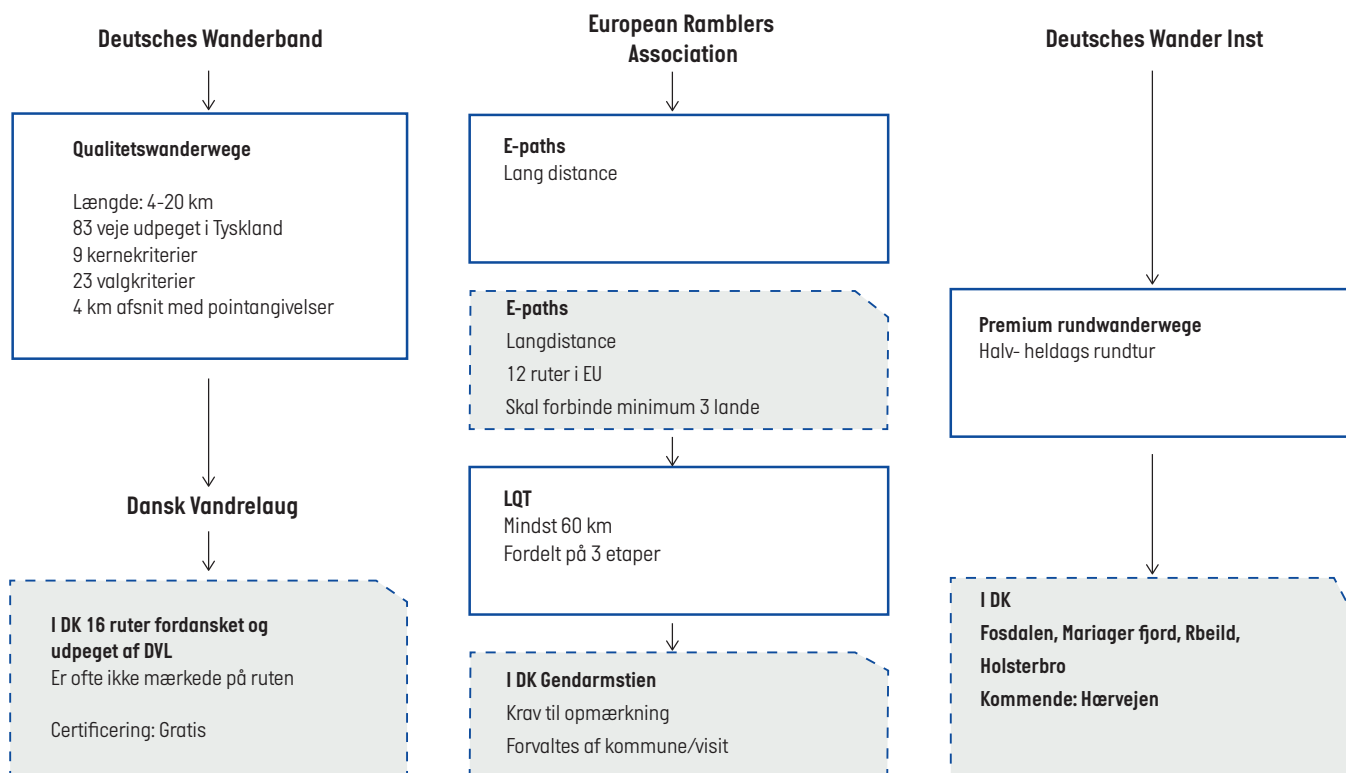 Deutsches Wanderband
Qualitetswanderwege
Længde: 4-20 km
83 veje udpeget i Tyskland
9 kernekriterier
23 valgkriterier
4 km afsnit med pointangivelser
Dansk Vandrelaug
I DK 16 ruter fordansket og
udpeget af DVL
Er ofte ikke mærkede på ruten
Certificering: Gratis
European Ramblers
Association
E-paths
Lang distance
E-paths
Langdistance
12 ruter i EU
Skal forbinde minimum 3 lande
LQT
Mindst 60 km
Fordelt på 3 etaper
I DK Gendarmstien
Krav til opmærkning
Forvaltes af kommune/visit
Deutsches Wander Inst
Premium rundwanderwege
Halv- heldags rundtur
I DK
Fosdalen, Mariager fjord, Rbeild,
Holsterbro
Kommende: Hærvejen